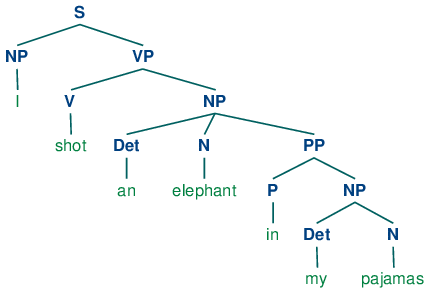 S
NP VP
I V NP
shot Det N PP
an elephant P NP
in Det N
my pajamas